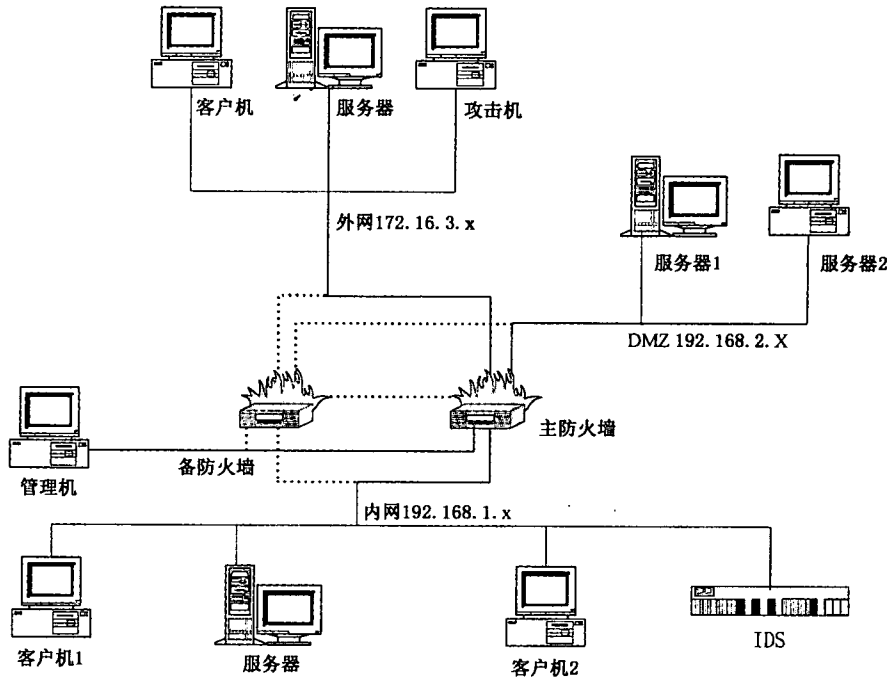 客户机
服务器
攻击机
外网172.16.3.x
服务器1
服务器2
DMZ 192.168.2.X
主防火墙
备防火墙
管理机
内网192.168.1.x
客户机1
服务器
客户机2
IDS